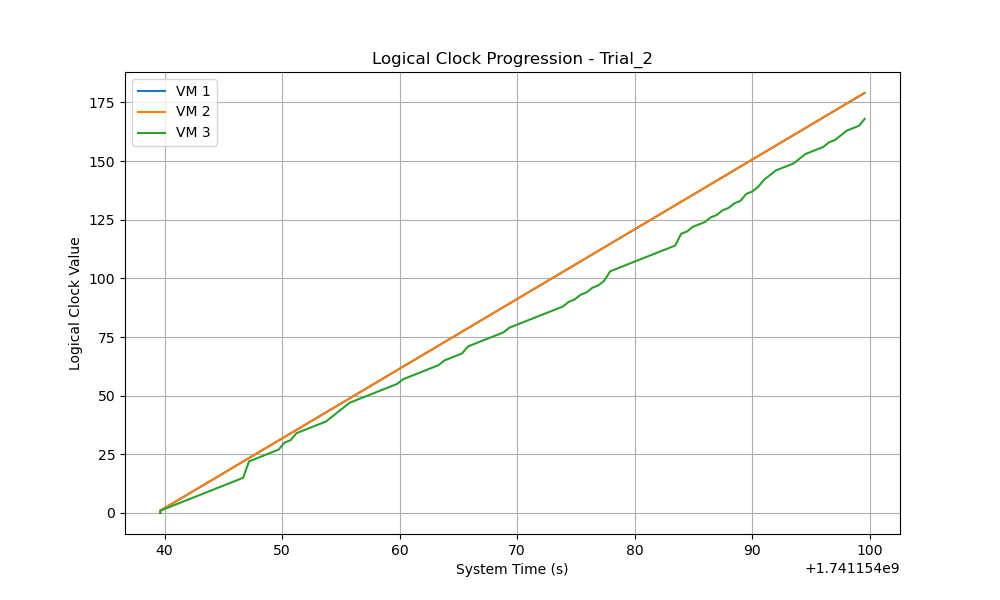 Logical Clock Progression - Trial_2
VM 1
VM 2
VM 3
Logical Clock Value
175
150
125
100
75
50
25
0
40 50 60 70 80 90 100
System Time (s)
+1.741154e9